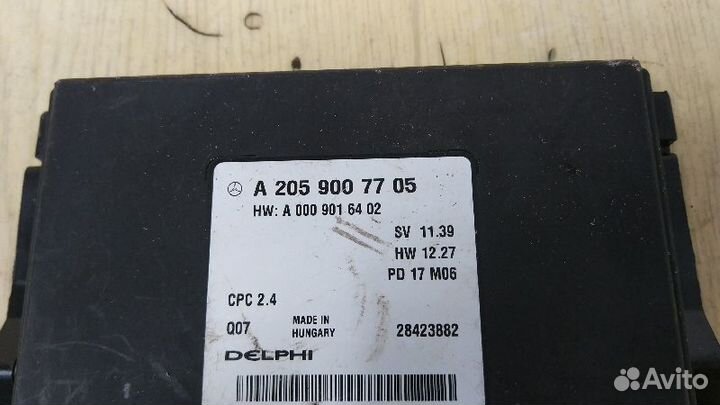 A 205 900 77 05
HW: A 000 901 64 02
SV 11.39
HW 12.27
PD 17 M06
CPC 2.4
Q07 MADE IN HUNGARY 28423882
DELPHI
Avito